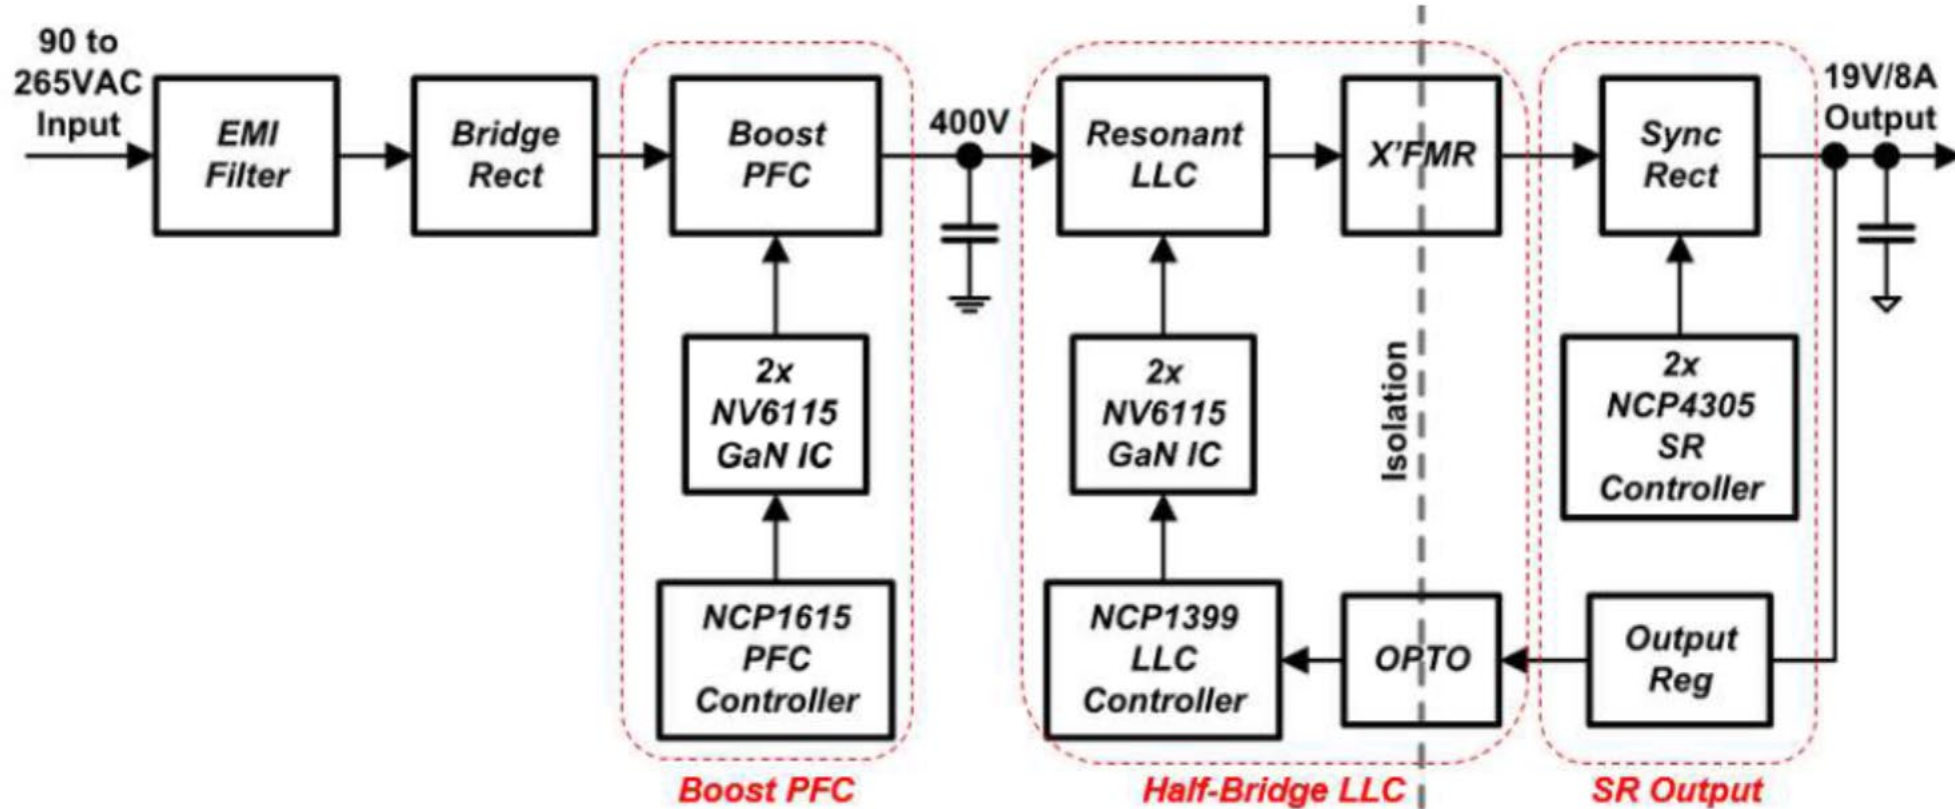 90 to
265VAC
Input
EMI
Filter
Bridge
Rect
Boost
PFC
400V
Resonant
LLC
X'FMR
Sync
Rect
19V/8A
Output
2x
NV6115
GaN IC
2x
NV6115
GaN IC
Isolation
2x
NCP4305
SR
Controller
NCP1615
PFC
Controller
NCP1399
LLC
Controller
OPTO
Output
Reg
Boost PFC
Half-Bridge LLC
SR Output